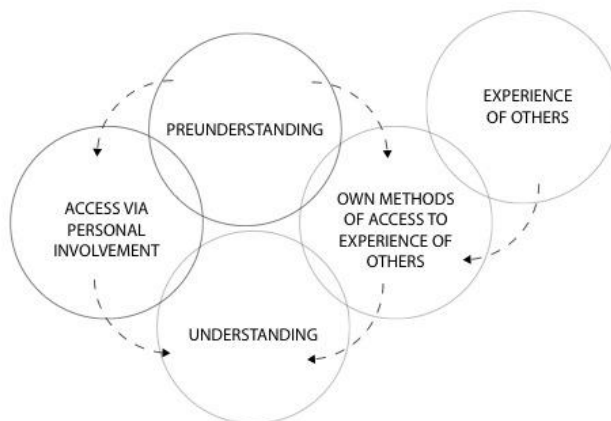 PREUNDERSTANDING
EXPERIENCE
OF OTHERS
ACCESS VIA
PERSONAL
INVOLVEMENT
OWN METHODS
OF ACCESS TO
EXPERIENCE OF
OTHERS
UNDERSTANDING